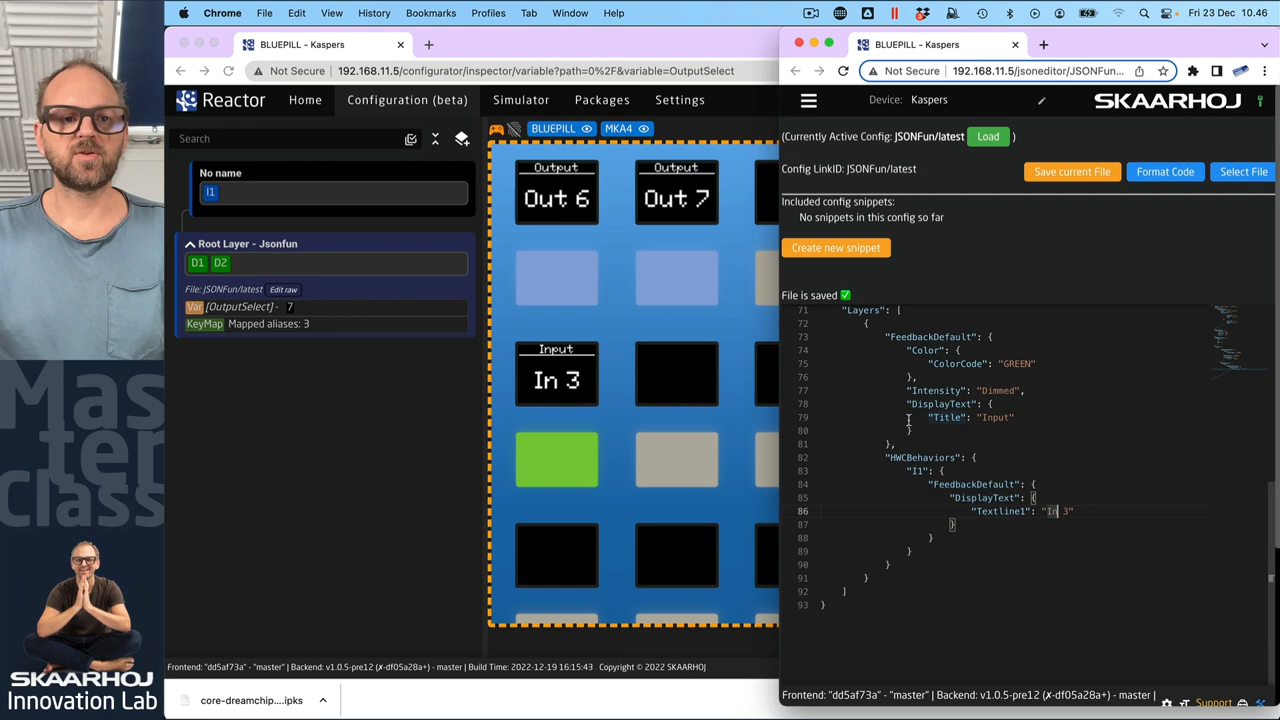 Chrome File Edit View History Bookmarks Profiles Tab Window Help Fri 23 Dec 10.46
BLUEPILL - Kaspers
Not Secure 192.168.11.5/configurator/inspector/variable?path=0%2F&variable=OutputSelect
Reactor Home Configuration (beta) Simulator Packages Settings
Search
BLUEPILL MKA4
No name
I1
Root Layer - Jsonfun
D1 D2
File: JSONFun/latest Edit raw
Var [OutputSelect] - 7
KeyMap Mapped aliases: 3
Output
Out 6
Output
Out 7
Input
In 3
Frontend: "dd5af73a" - "master" | Backend: v1.0.5-pre12 (✗-df05a28a+) - master | Build Time: 2022-12-19 16:15:43 Copyright © 2022 SKAARHOJ
core-dreamchip....ipks
BLUEPILL - Kaspers
Not Secure 192.168.11.5/jsoneditor/JSONFun...
Device: Kaspers SKAARHOJ
(Currently Active Config: JSONFun/latest Load )
Config LinkID: JSONFun/latest Save current File Format Code Select File
Included config snippets:
No snippets in this config so far
Create new snippet
File is saved ✅
71 "Layers": [
72 {
73 "FeedbackDefault": {
74 "Color": {
75 "ColorCode": "GREEN"
76 },
77 "Intensity": "Dimmed",
78 "DisplayText": {
79 "Title": "Input"
80 }
81 },
82 "HWCBehaviors": {
83 "I1": {
84 "FeedbackDefault": {
85 "DisplayText": {
86 "Textline1": "In 3"
87 }
88 }
89 }
90 }
91 }
92 ]
93 }
Frontend: "dd5af73a" - "master" | Backend: v1.0.5-pre12 (✗-df05a28a+) - master |
Support
Master
Class
SKAARHOJ
Innovation Lab